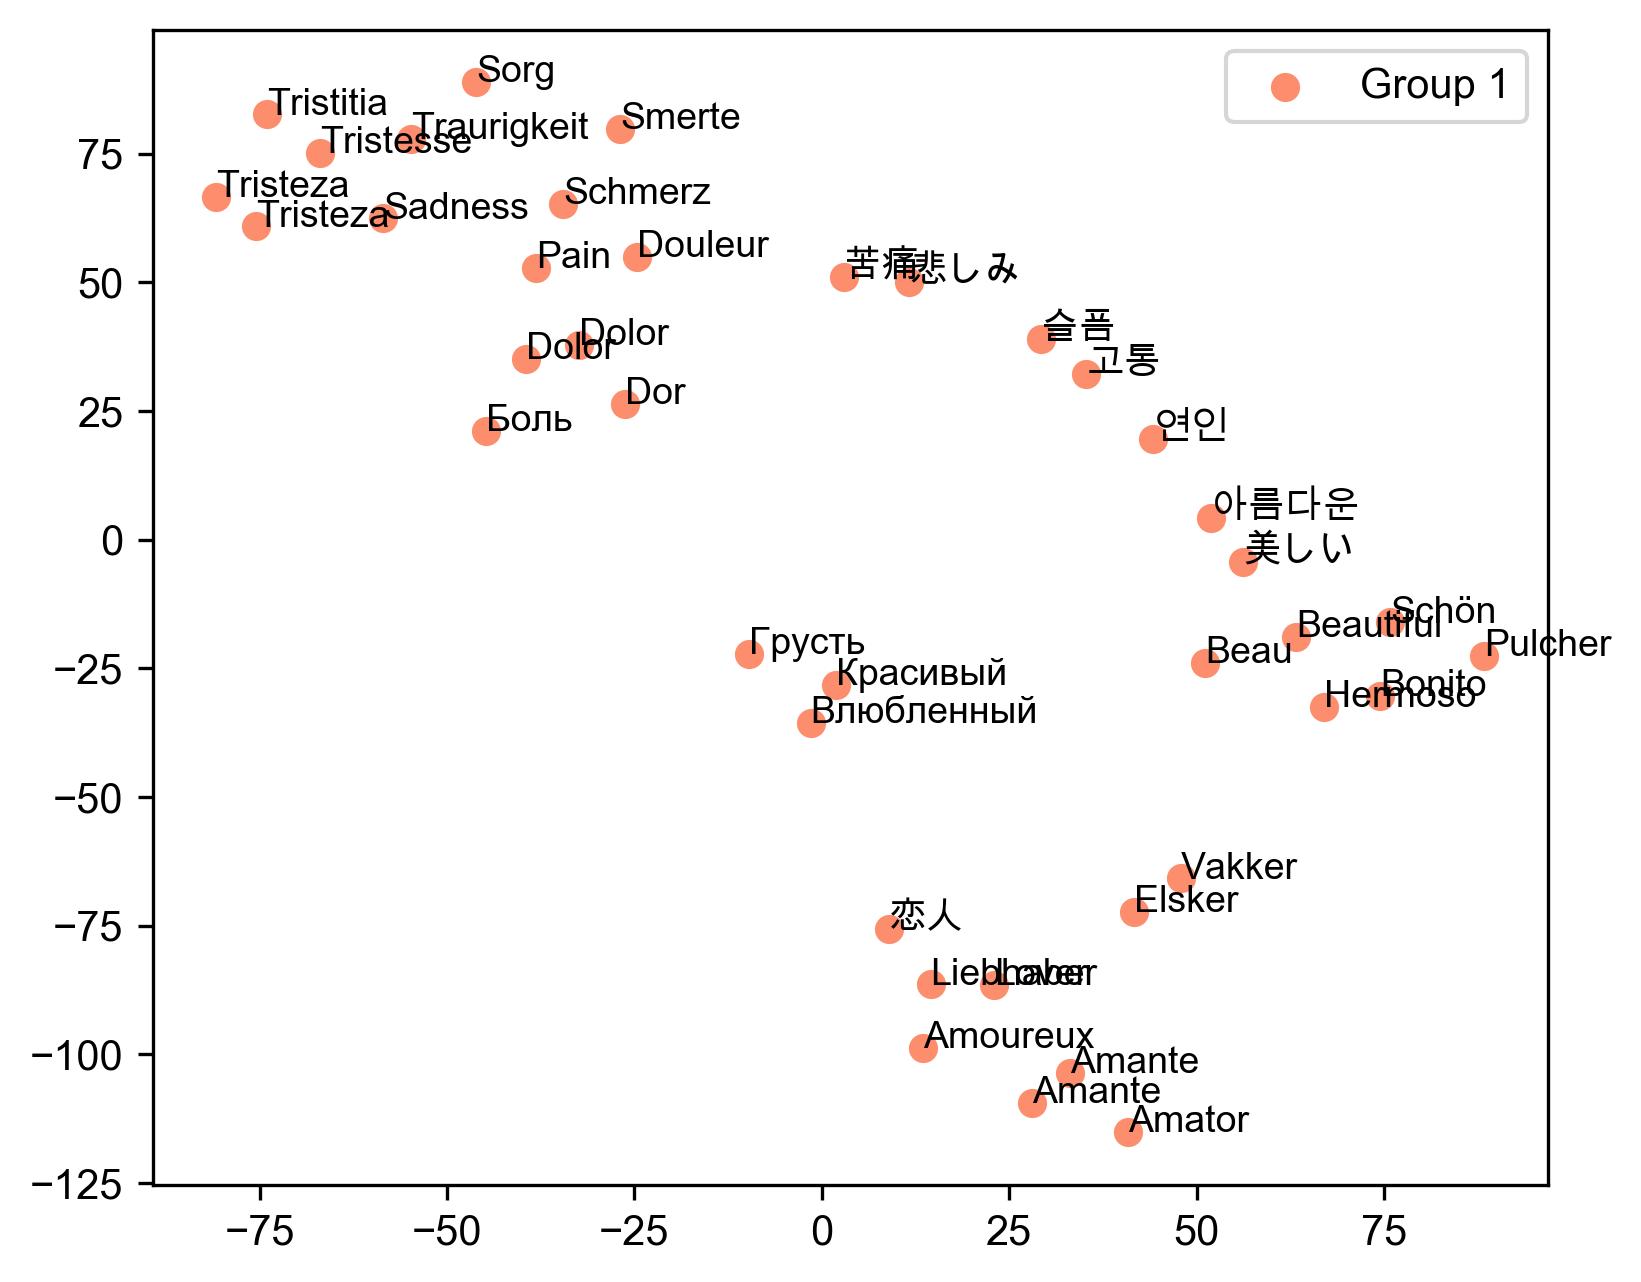 Group 1
Sorg
Tristitia
Smerte
Traurigkeit
Tristesse
Tristeza
Schmerz
Sadness
Tristeza
Douleur
Pain
苦痛
悲しみ
Dolor
Dolor
슬픔
고통
Dor
Боль
연인
아름다운
美しい
Schön
Beautiful
Грусть
Pulcher
Beau
Красивый
Bonito
Hermoso
Влюбленный
Vakker
Elsker
恋人
Liebhaber
Lover
Amoureux
Amante
Amante
Amator
75
50
25
0
−25
−50
−75
−100
−125
−75
−50
−25
0
25
50
75